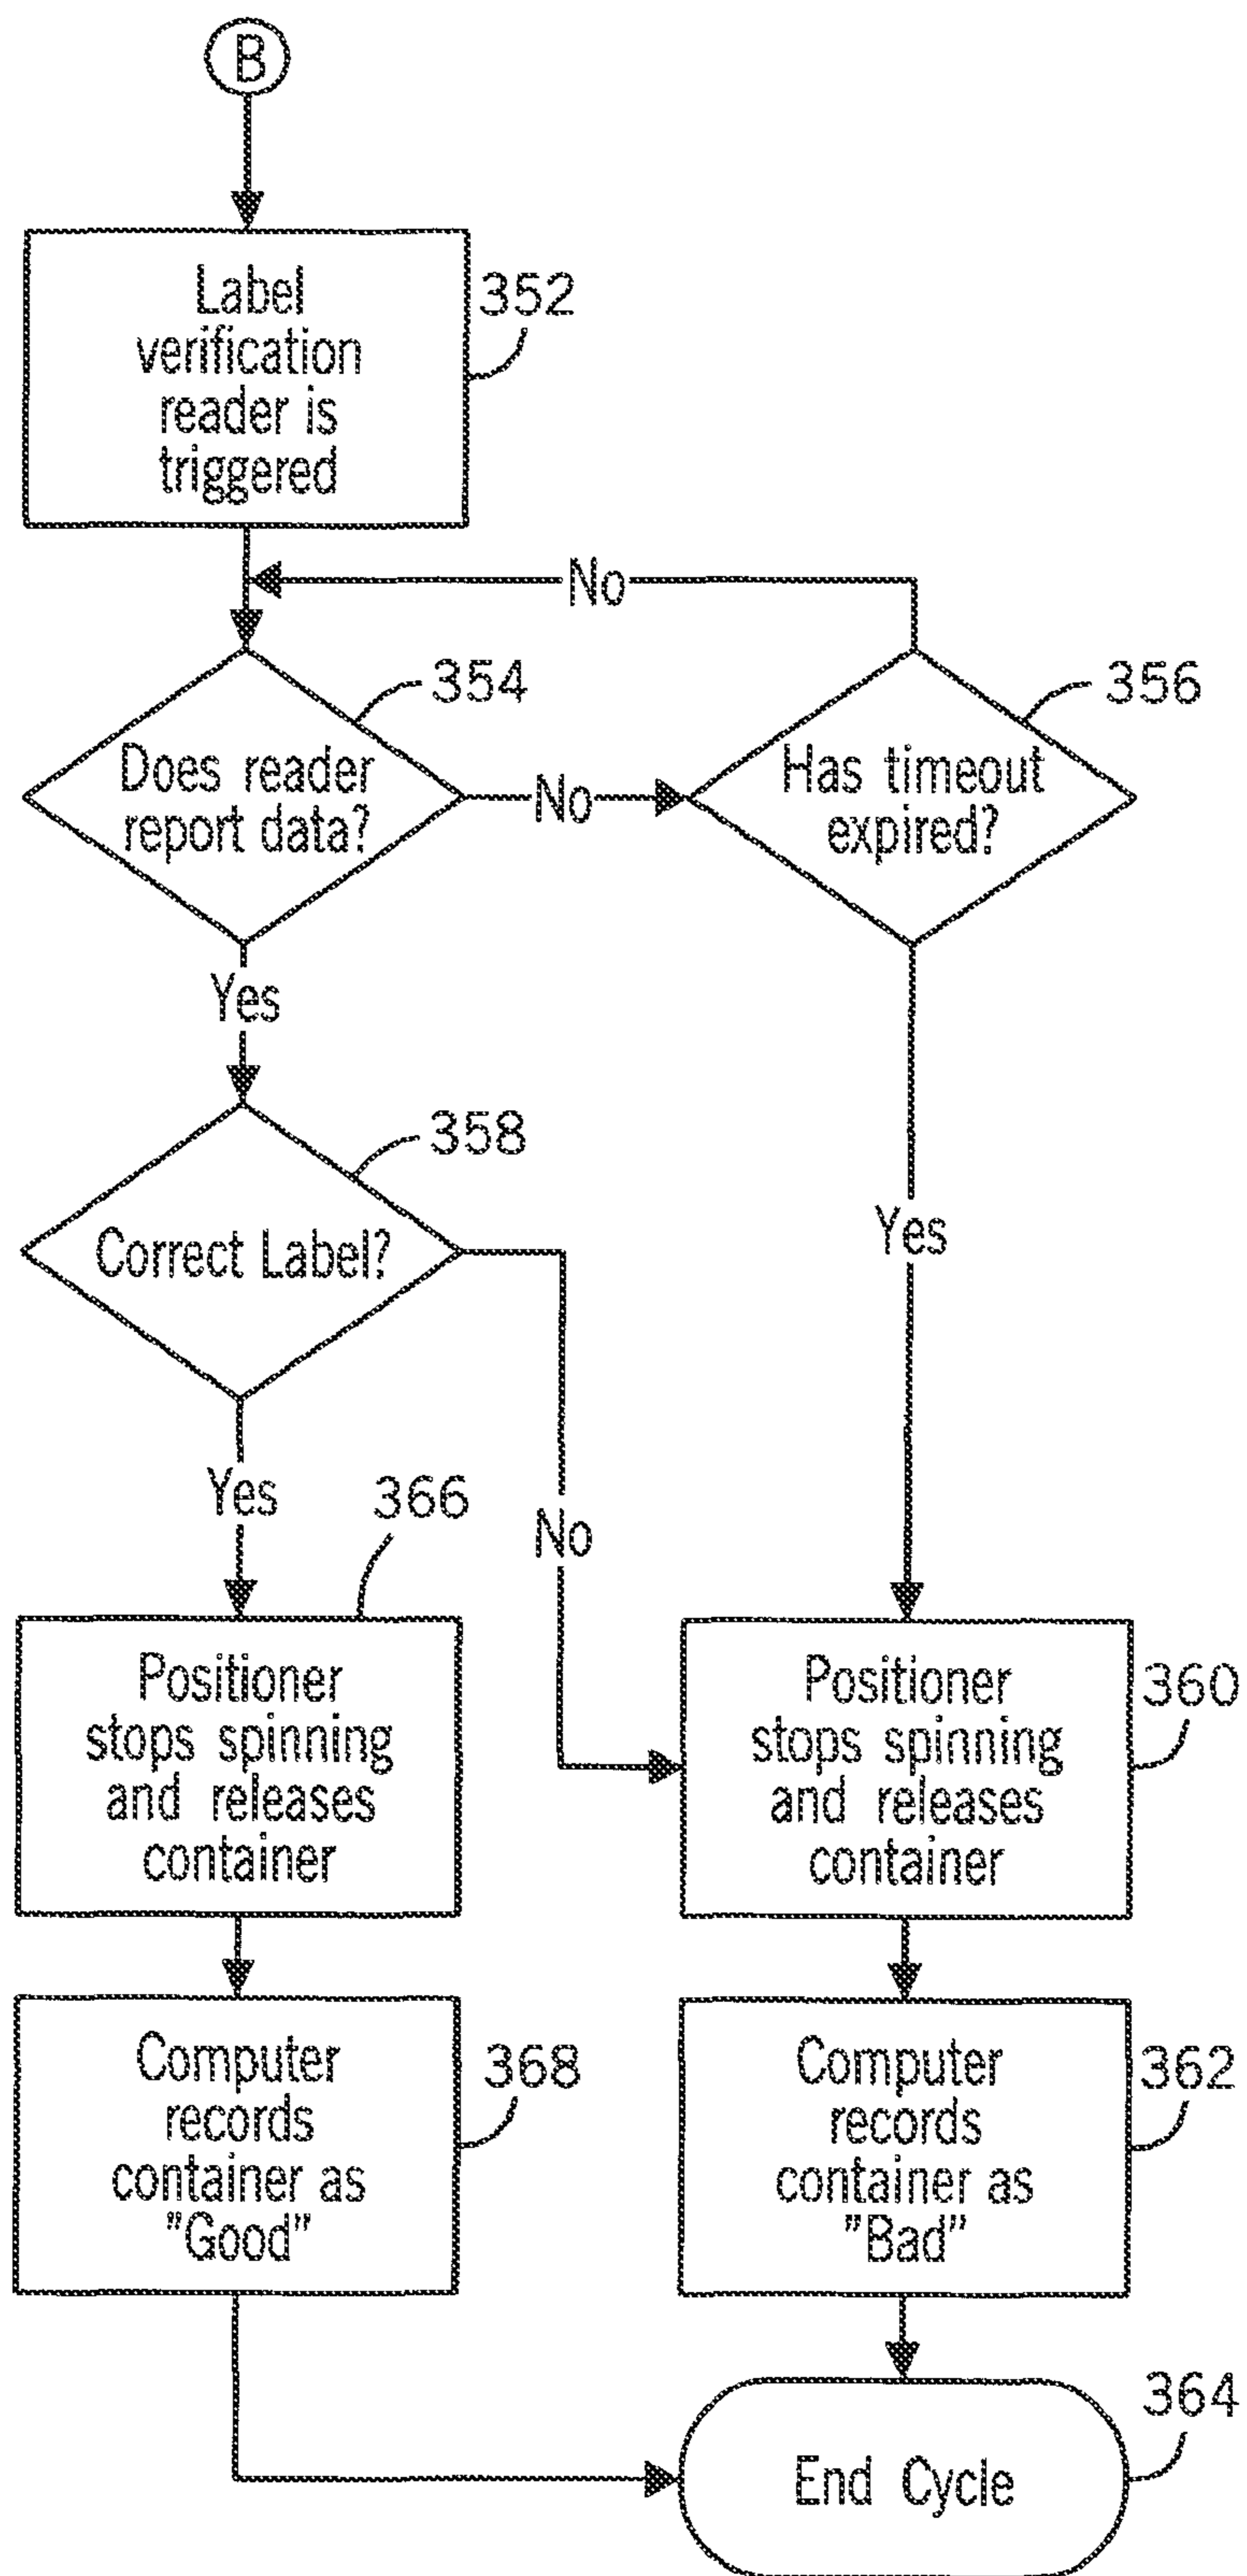 B
Label
verification
reader is
triggered
352
No
354
Does reader
report data?
No
356
Has timeout
expired?
Yes
358
Correct Label?
Yes
Yes
366
No
Positioner
stops spinning
and releases
container
Positioner
stops spinning
and releases
container
360
Computer
records
container as
"Good"
368
Computer
records
container as
"Bad"
362
364
End Cycle